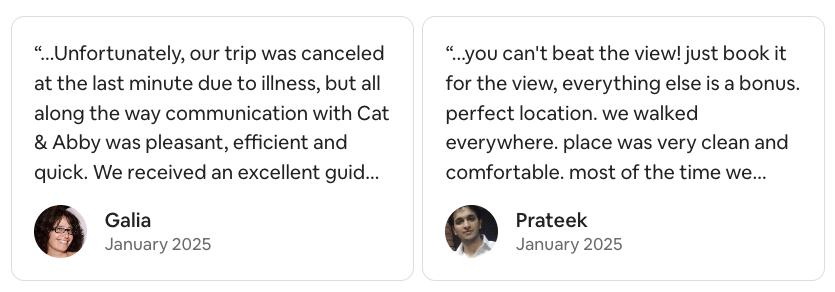 “...Unfortunately, our trip was canceled
at the last minute due to illness, but all
along the way communication with Cat
& Abby was pleasant, efficient and
quick. We received an excellent guid...
Galia
January 2025
“...you can't beat the view! just book it
for the view, everything else is a bonus.
perfect location. we walked
everywhere. place was very clean and
comfortable. most of the time we...
Prateek
January 2025